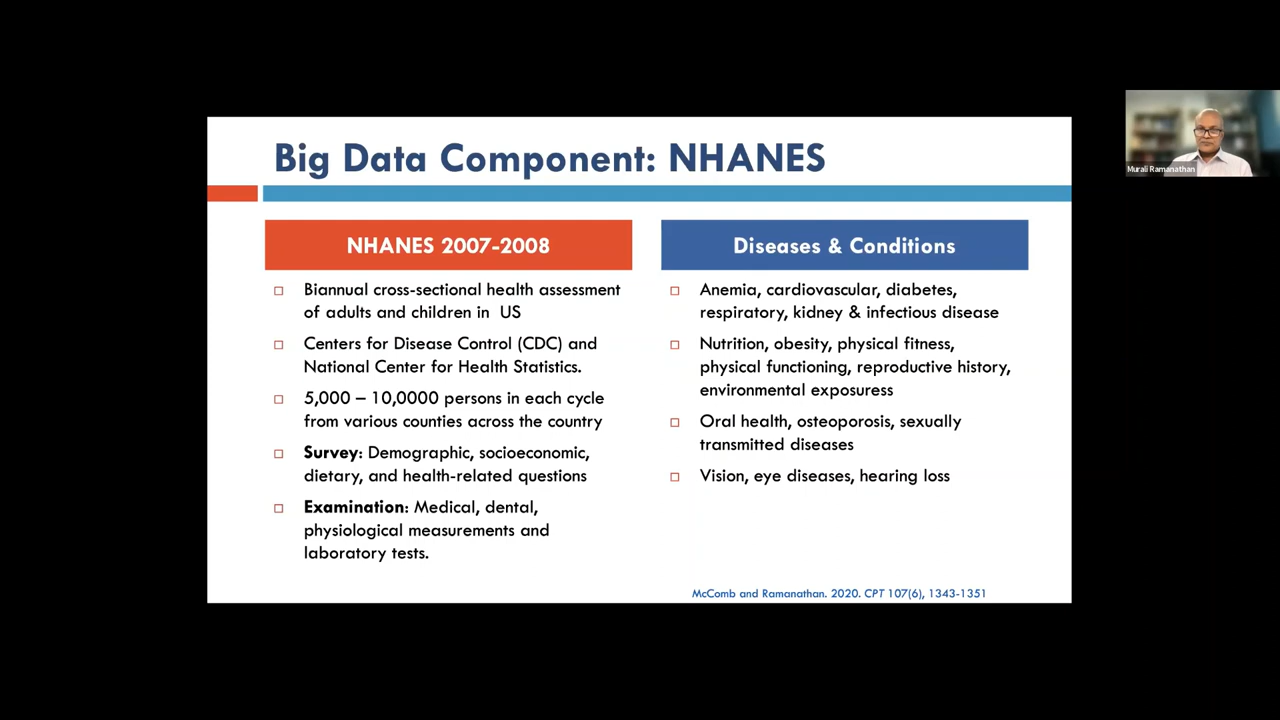 Big Data Component: NHANES
NHANES 2007-2008
Biannual cross-sectional health assessment
of adults and children in US
Centers for Disease Control (CDC) and
National Center for Health Statistics.
5,000 – 10,0000 persons in each cycle
from various counties across the country
Survey: Demographic, socioeconomic,
dietary, and health-related questions
Examination: Medical, dental,
physiological measurements and
laboratory tests.
Diseases & Conditions
Anemia, cardiovascular, diabetes,
respiratory, kidney & infectious disease
Nutrition, obesity, physical fitness,
physical functioning, reproductive history,
environmental exposuress
Oral health, osteoporosis, sexually
transmitted diseases
Vision, eye diseases, hearing loss
McComb and Ramanathan. 2020. CPT 107(6), 1343-1351
Murali Ramanathan